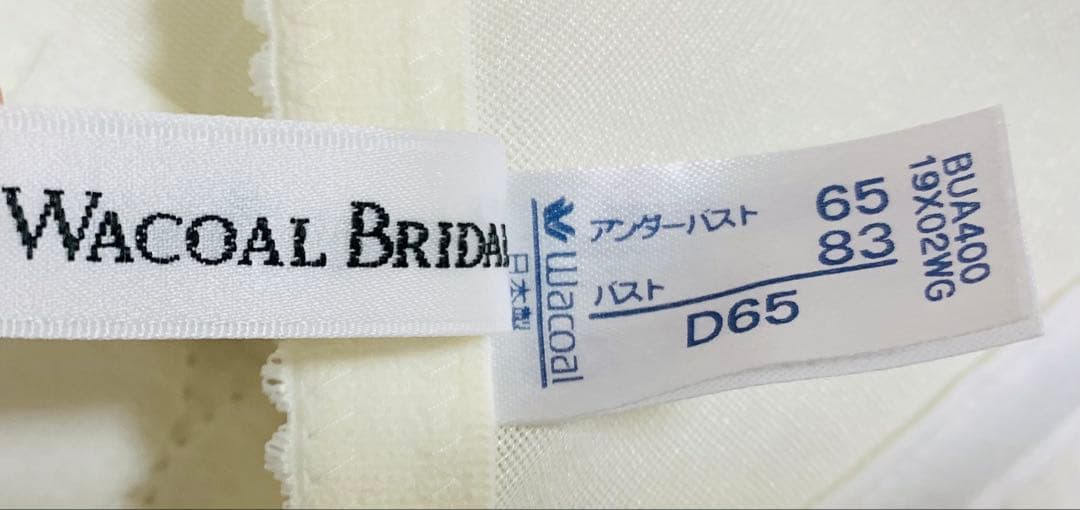 WACOAL BRIDAL
日本製
Wacoal
アンダーバスト 65
バスト 83
D65
BUA400
19X02WG